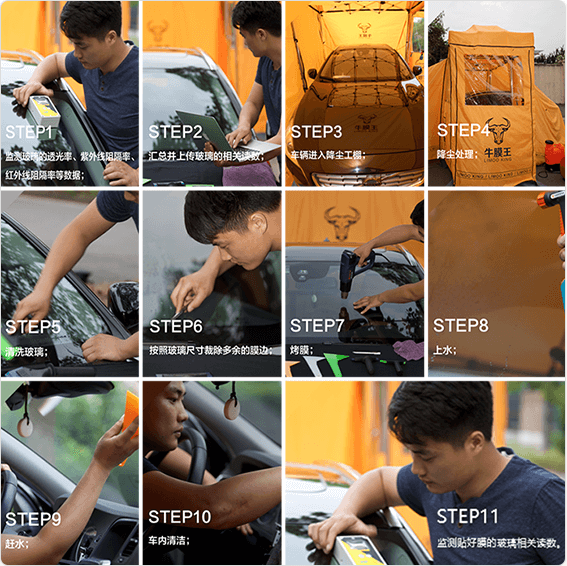 STEP1
监测玻璃的透光率、紫外线阻隔率、
红外线阻隔率等数据；
STEP2
汇总并上传玻璃的相关读数；
牛膜王
STEP3
车辆进入降尘工棚；
牛膜王
STEP4
降尘处理；
牛膜王
STEP5
清洗玻璃；
STEP6
按照玻璃尺寸裁除多余的膜边；
STEP7
烤膜；
STEP8
上水；
STEP9
赶水；
STEP10
车内清洁；
STEP11
监测贴好膜的玻璃相关读数。